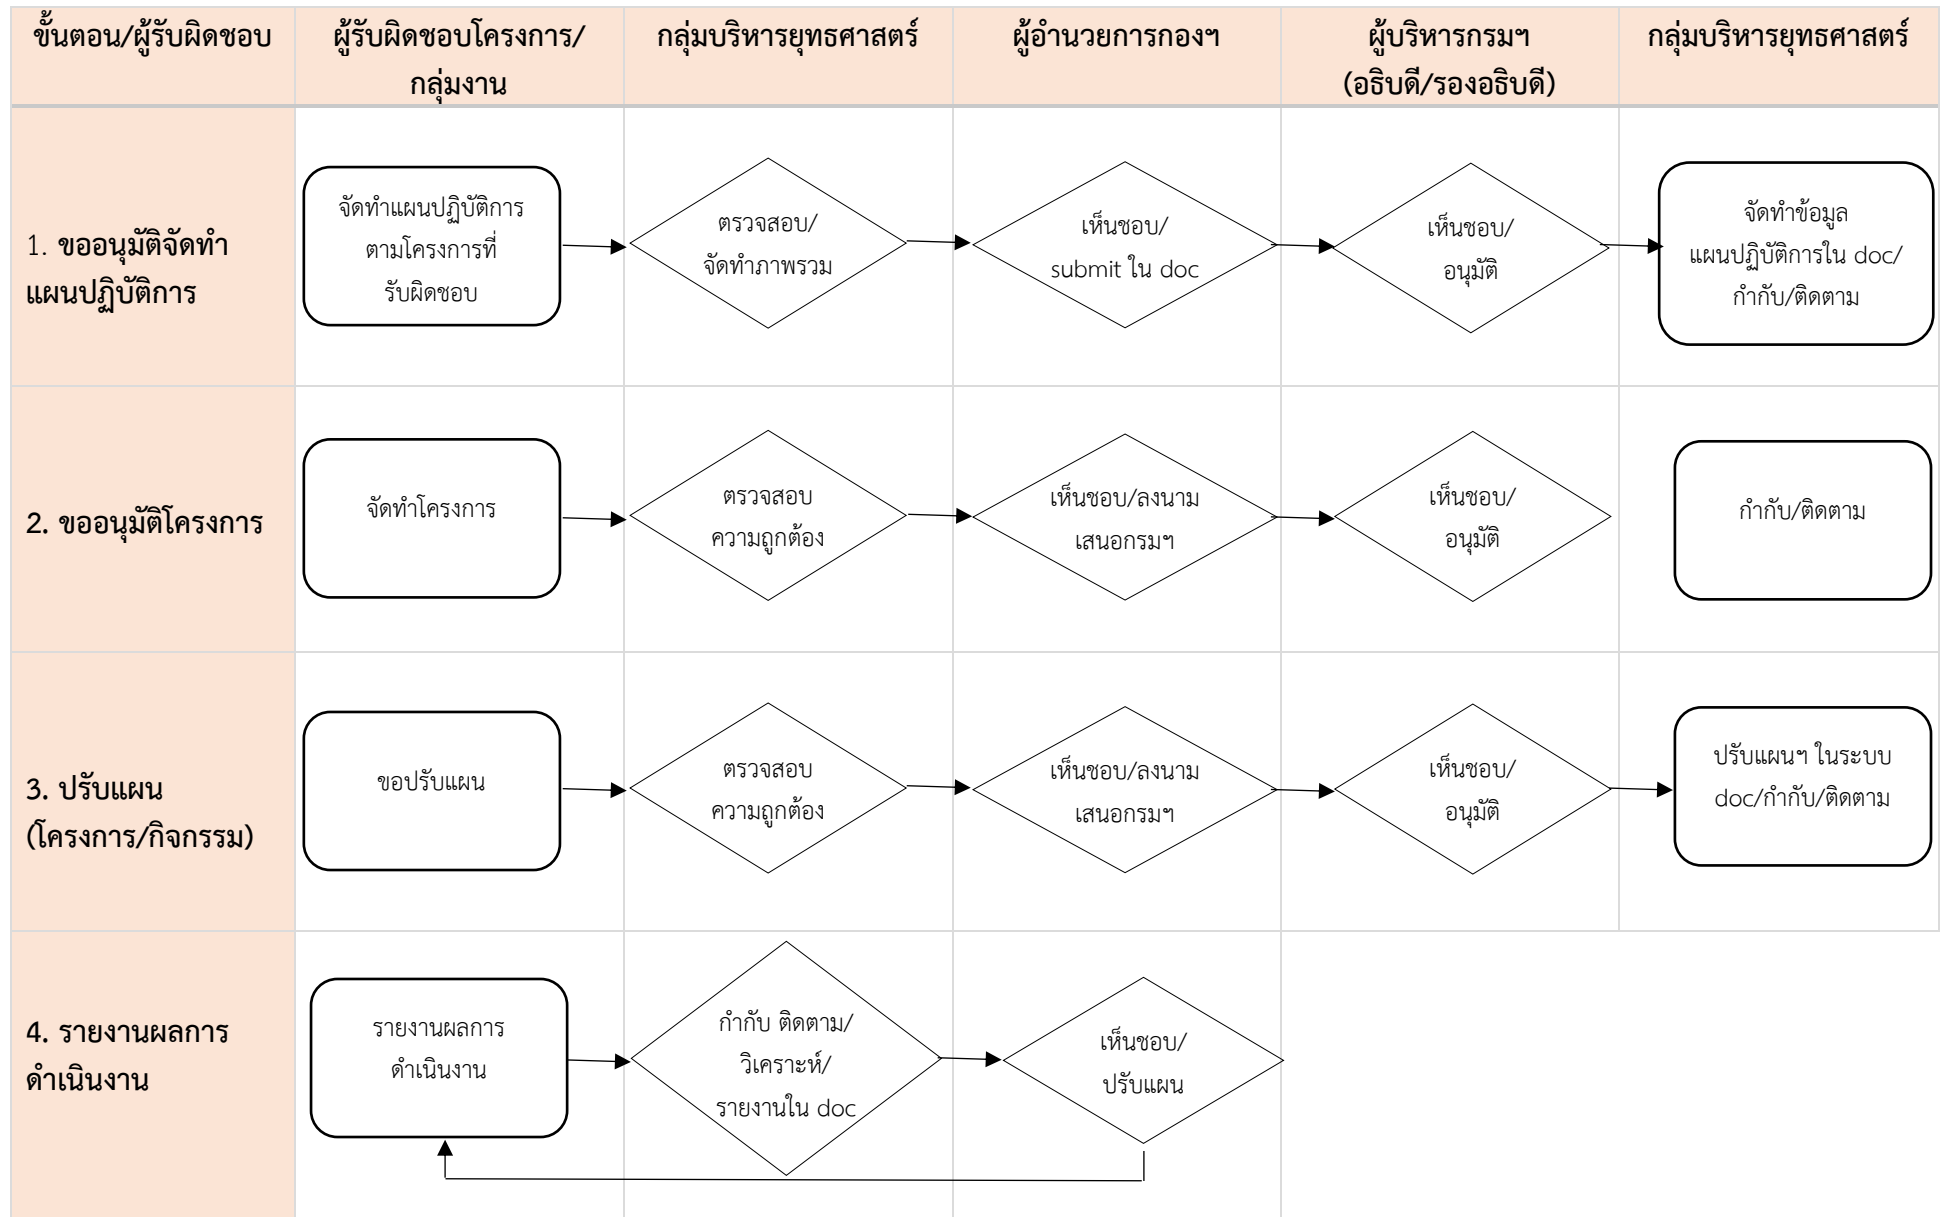 ขั้นตอน/ผู้รับผิดชอบ
ผู้รับผิดชอบโครงการ/
กลุ่มงาน
กลุ่มบริหารยุทธศาสตร์
ผู้อำนวยการกองฯ
ผู้บริหารกรมฯ
(อธิบดี/รองอธิบดี)
กลุ่มบริหารยุทธศาสตร์
1. ขออนุมัติจัดทำ
แผนปฏิบัติการ
จัดทำแผนปฏิบัติการ
ตามโครงการที่
รับผิดชอบ
ตรวจสอบ/
จัดทำภาพรวม
เห็นชอบ/
submit ใน doc
เห็นชอบ/
อนุมัติ
จัดทำข้อมูล
แผนปฏิบัติการใน doc/
กำกับ/ติดตาม
2. ขออนุมัติโครงการ
จัดทำโครงการ
ตรวจสอบ
ความถูกต้อง
เห็นชอบ/ลงนาม
เสนอกรมฯ
เห็นชอบ/
อนุมัติ
กำกับ/ติดตาม
3. ปรับแผน
(โครงการ/กิจกรรม)
ขอปรับแผน
ตรวจสอบ
ความถูกต้อง
เห็นชอบ/ลงนาม
เสนอกรมฯ
เห็นชอบ/
อนุมัติ
ปรับแผนฯ ในระบบ
doc/กำกับ/ติดตาม
4. รายงานผลการ
ดำเนินงาน
รายงานผลการ
ดำเนินงาน
กำกับ ติดตาม/
วิเคราะห์/
รายงานใน doc
เห็นชอบ/
ปรับแผน